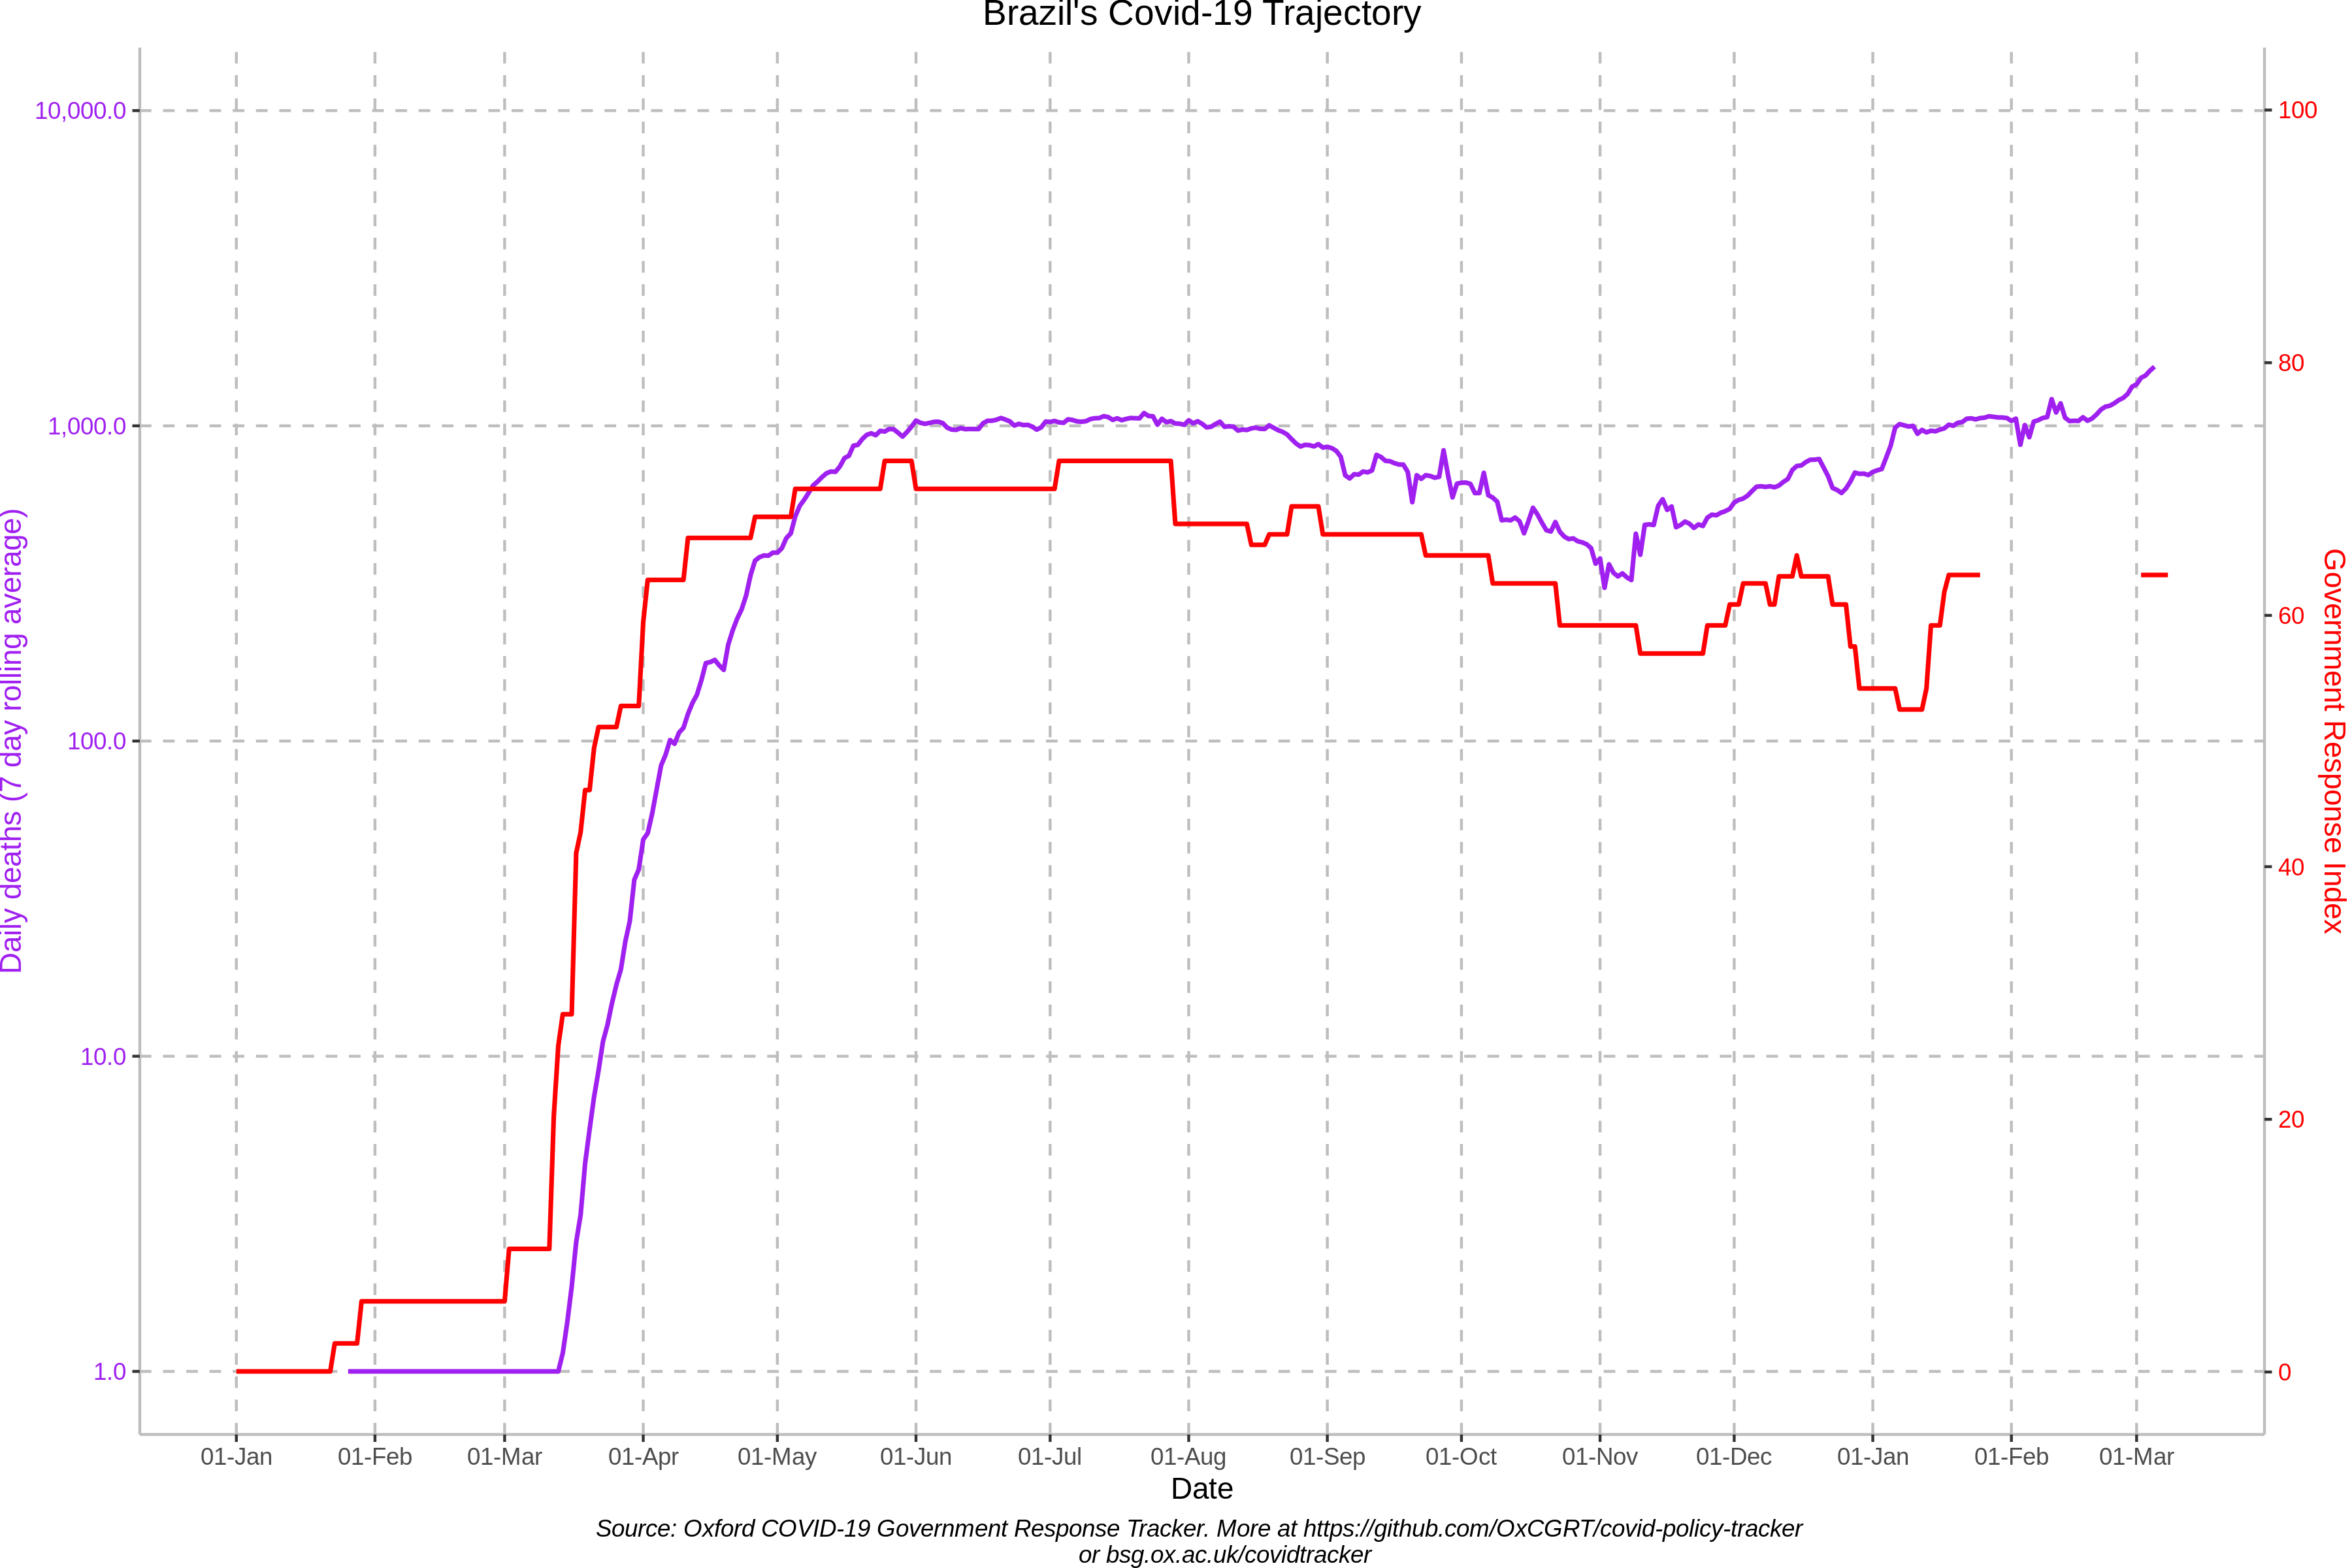 Brazil's Covid-19 Trajectory
Daily deaths (7 day rolling average)
10,000.0
1,000.0
100.0
10.0
1.0
100
80
60
40
20
0
Government Response Index
01-Jan
01-Feb
01-Mar
01-Apr
01-May
01-Jun
01-Jul
01-Aug
01-Sep
01-Oct
01-Nov
01-Dec
01-Jan
01-Feb
01-Mar
Date
Source: Oxford COVID-19 Government Response Tracker. More at https://github.com/OxCGRT/covid-policy-tracker
or bsg.ox.ac.uk/covidtracker